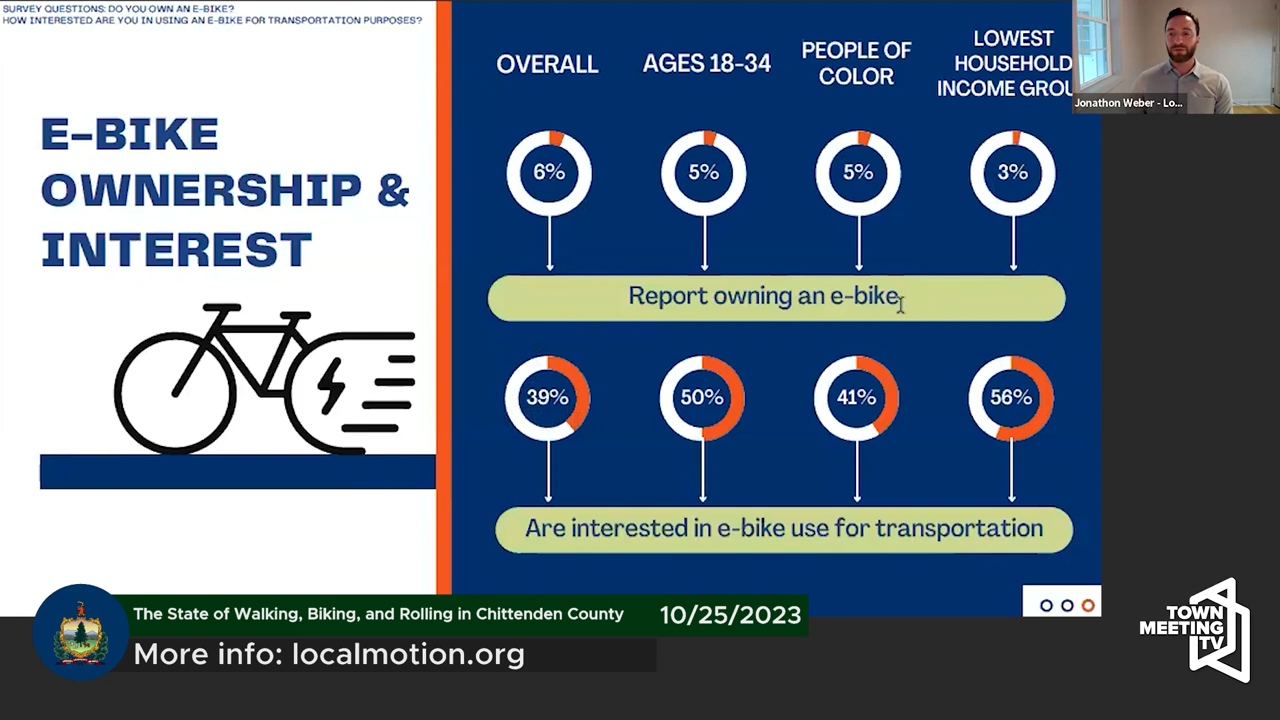 SURVEY QUESTIONS: DO YOU OWN AN E-BIKE?
HOW INTERESTED ARE YOU IN USING AN E-BIKE FOR TRANSPORTATION PURPOSES?
E-BIKE
OWNERSHIP &
INTEREST
OVERALL
AGES 18-34
PEOPLE OF
COLOR
LOWEST
HOUSEHOLD
INCOME GROU
Jonathon Weber - Lo...
6%
5%
5%
3%
Report owning an e-bike
39%
50%
41%
56%
Are interested in e-bike use for transportation
The State of Walking, Biking, and Rolling in Chittenden County
10/25/2023
More info: localmotion.org
TOWN
MEETING
TV